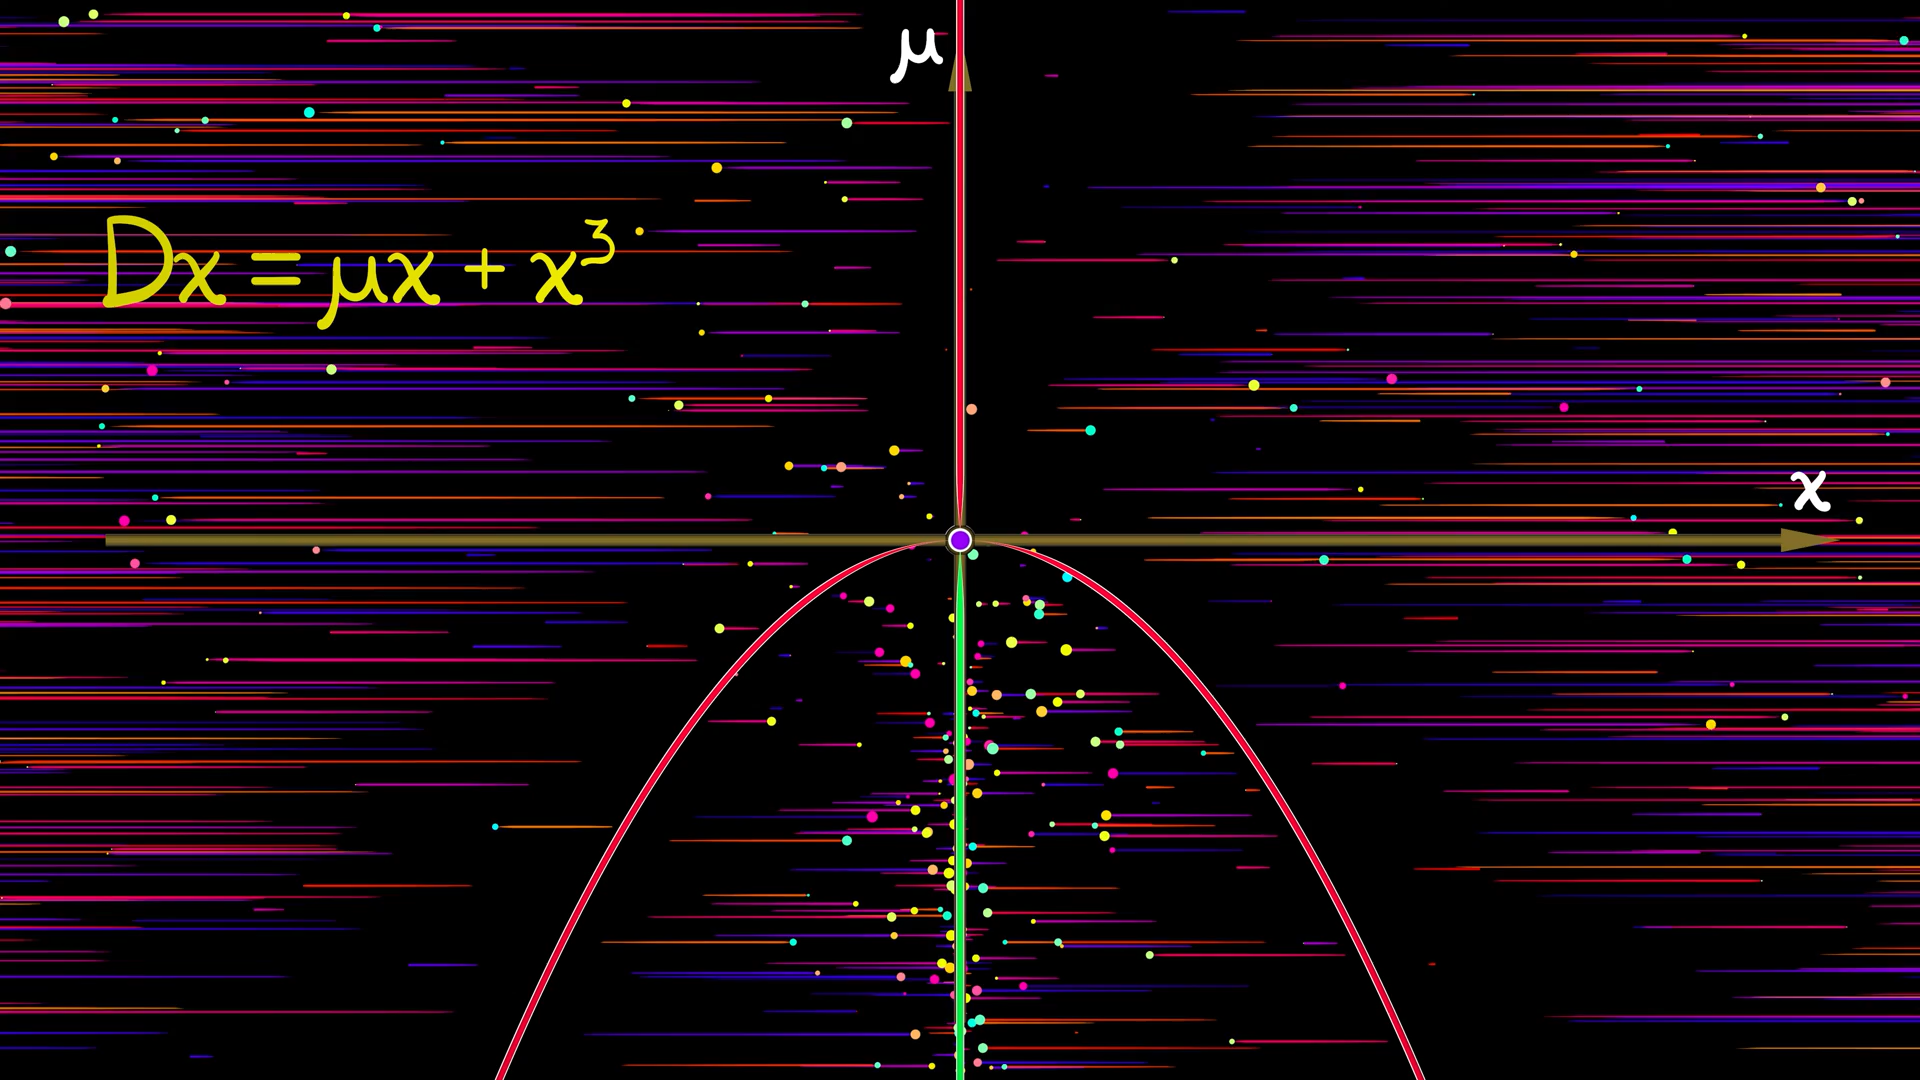 μ
Dx = μx + x³
x